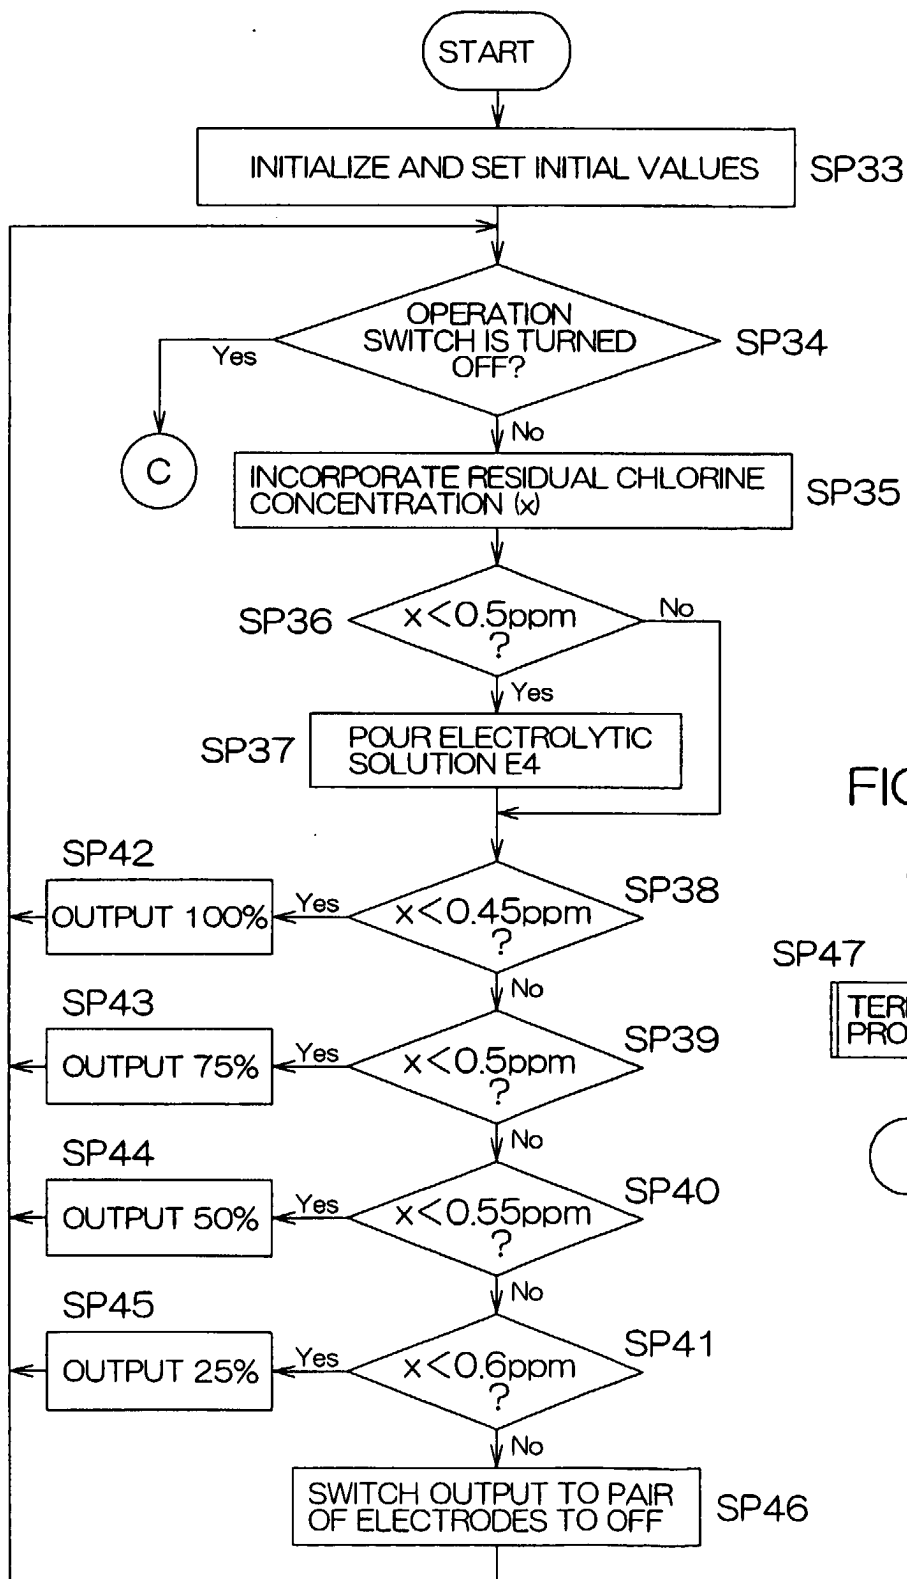 START
INITIALIZE AND SET INITIAL VALUES
SP33
OPERATION
SWITCH IS TURNED
OFF?
SP34
Yes
No
C
INCORPORATE RESIDUAL CHLORINE
CONCENTRATION (x)
SP35
SP36
x<0.5ppm
?
No
Yes
SP37
POUR ELECTROLYTIC
SOLUTION E4
SP42
OUTPUT 100%
Yes
x<0.45ppm
?
SP38
No
SP47
SP43
OUTPUT 75%
Yes
x<0.5ppm
?
SP39
No
SP44
OUTPUT 50%
Yes
x<0.55ppm
?
SP40
No
SP45
OUTPUT 25%
Yes
x<0.6ppm
?
SP41
No
SWITCH OUTPUT TO PAIR
OF ELECTRODES TO OFF
SP46